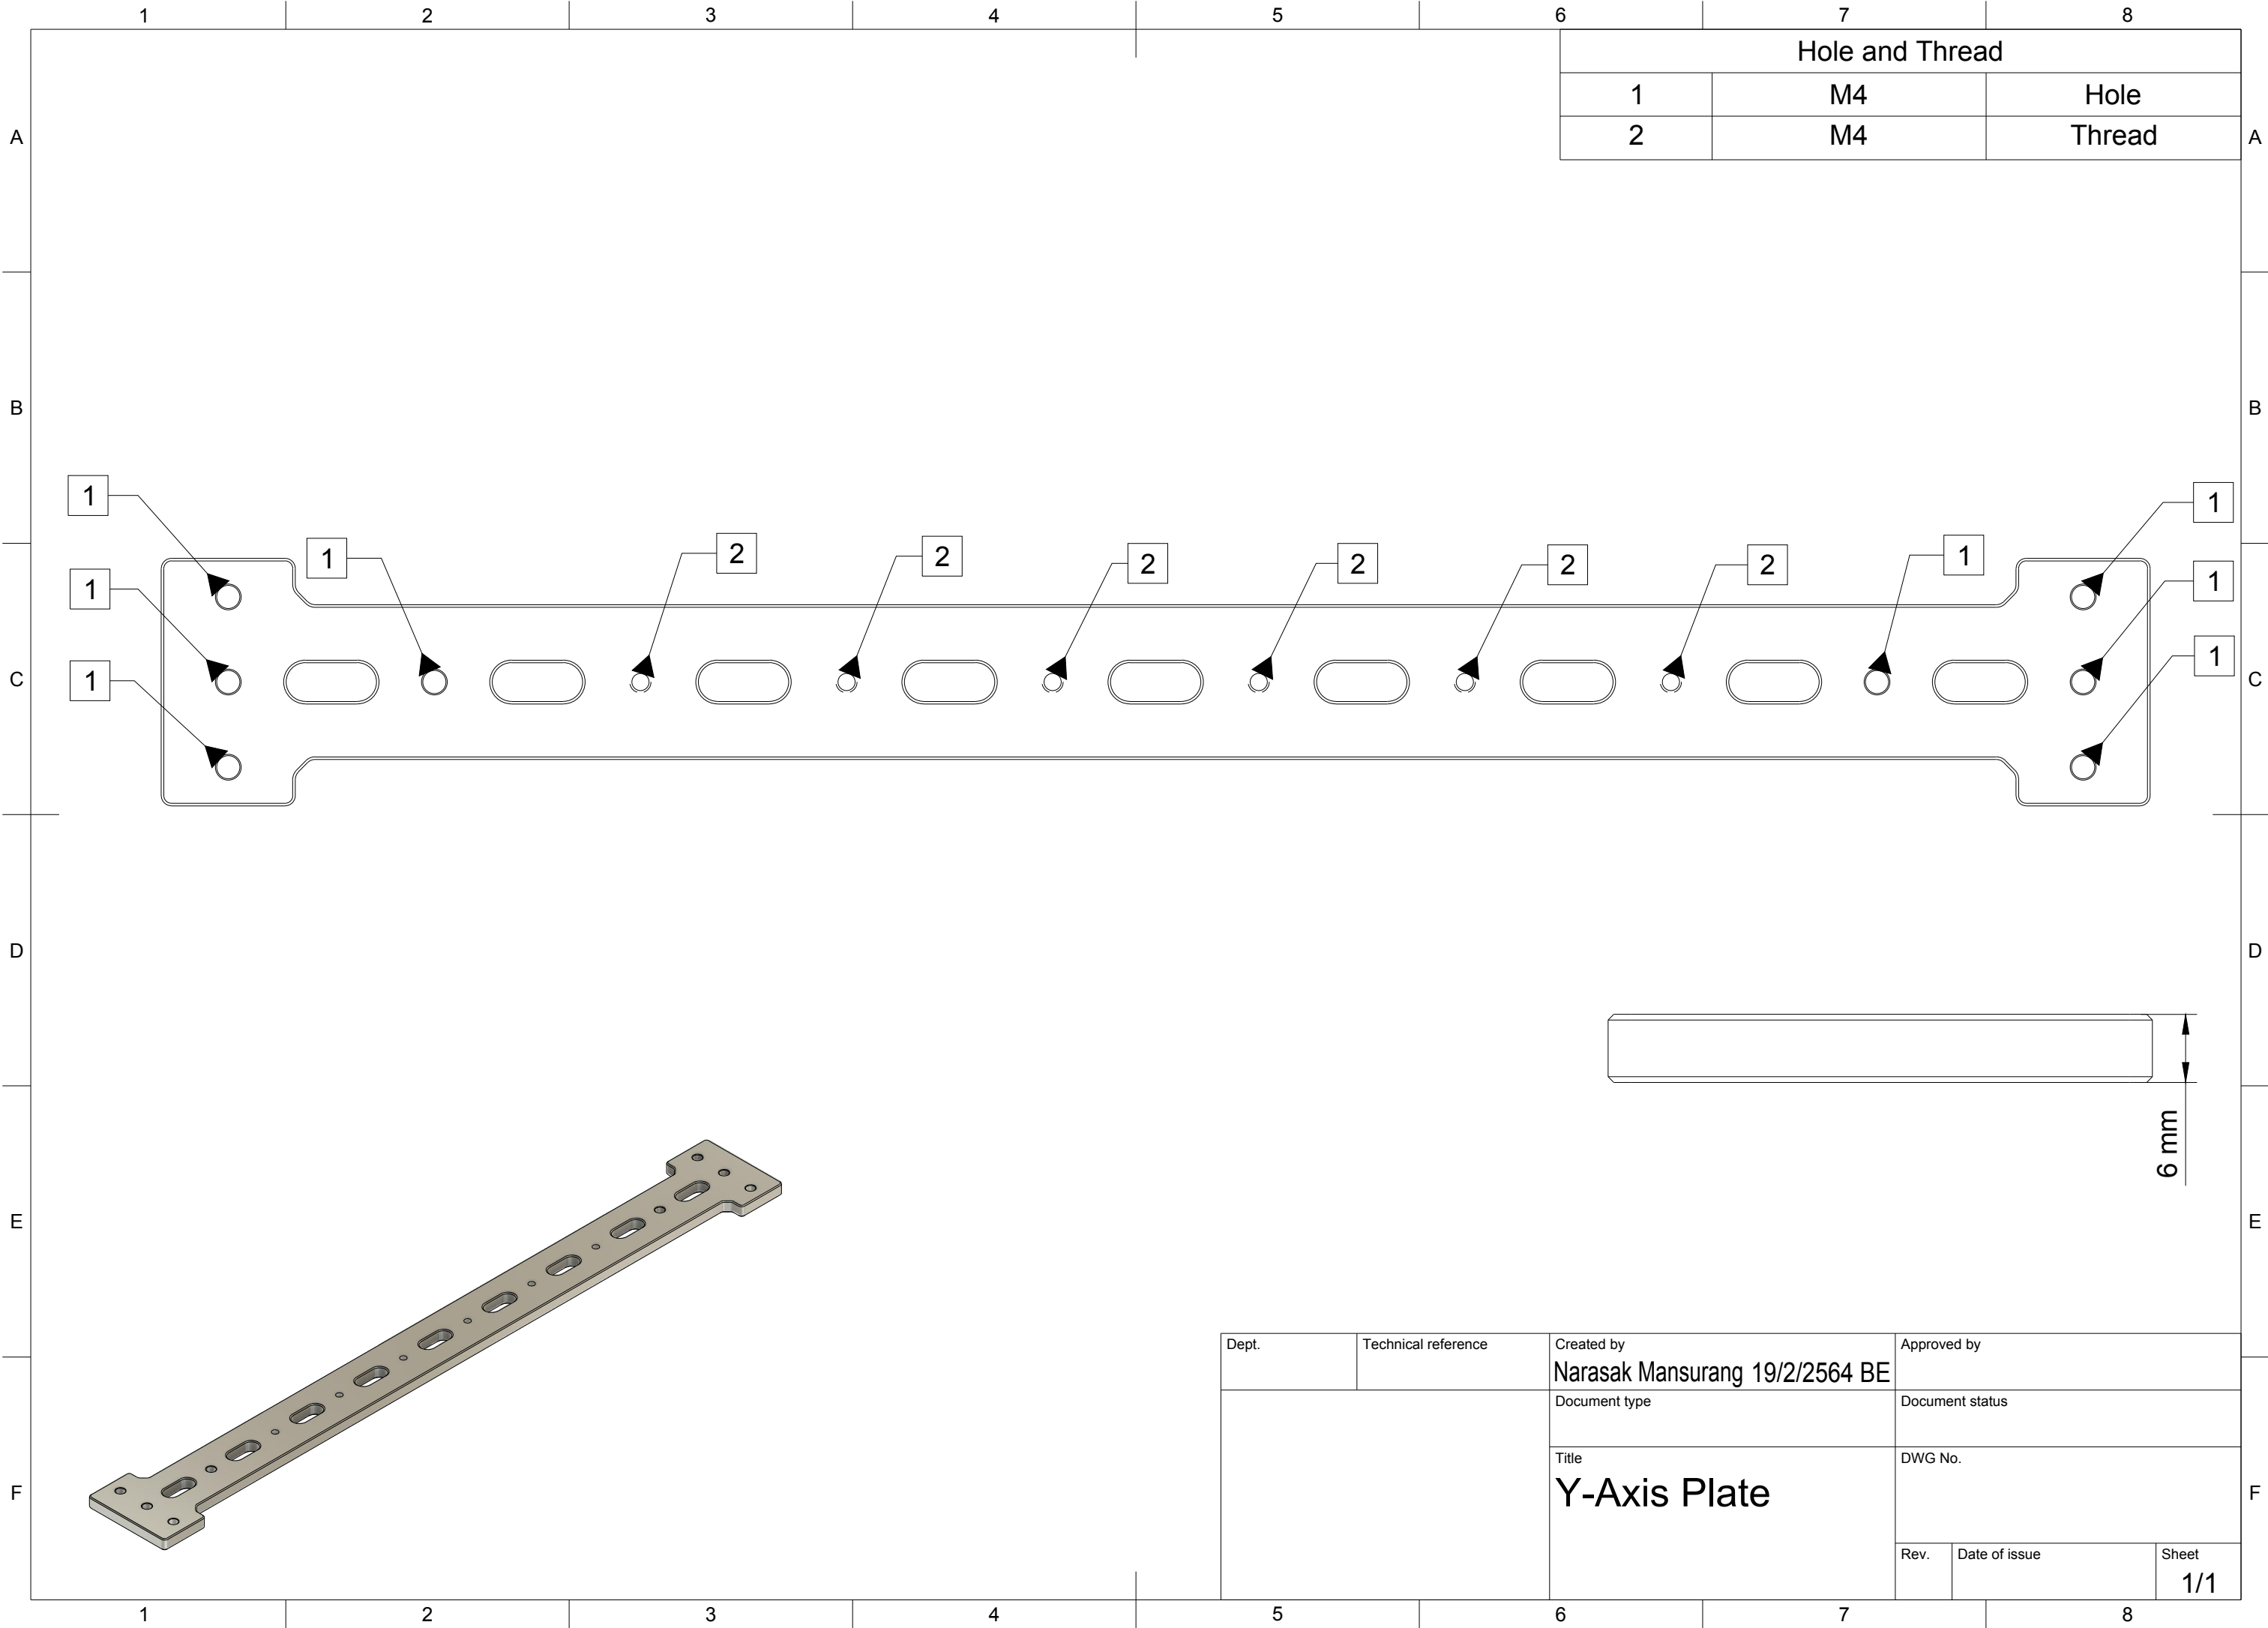 1 2 3 4 5 6 7 8
Hole and Thread
1 M4 Hole
2 M4 Thread
A A
B B
1 1
1 2 2 2 2 2 2 1
1 1
1 1
C C
D D
6 mm
E E
Dept. Technical reference Created by Approved by
Narasak Mansurang 19/2/2564 BE
Document type Document status
Title DWG No.
Y-Axis Plate
F F
Rev. Date of issue Sheet
1/1
1 2 3 4 5 6 7 8